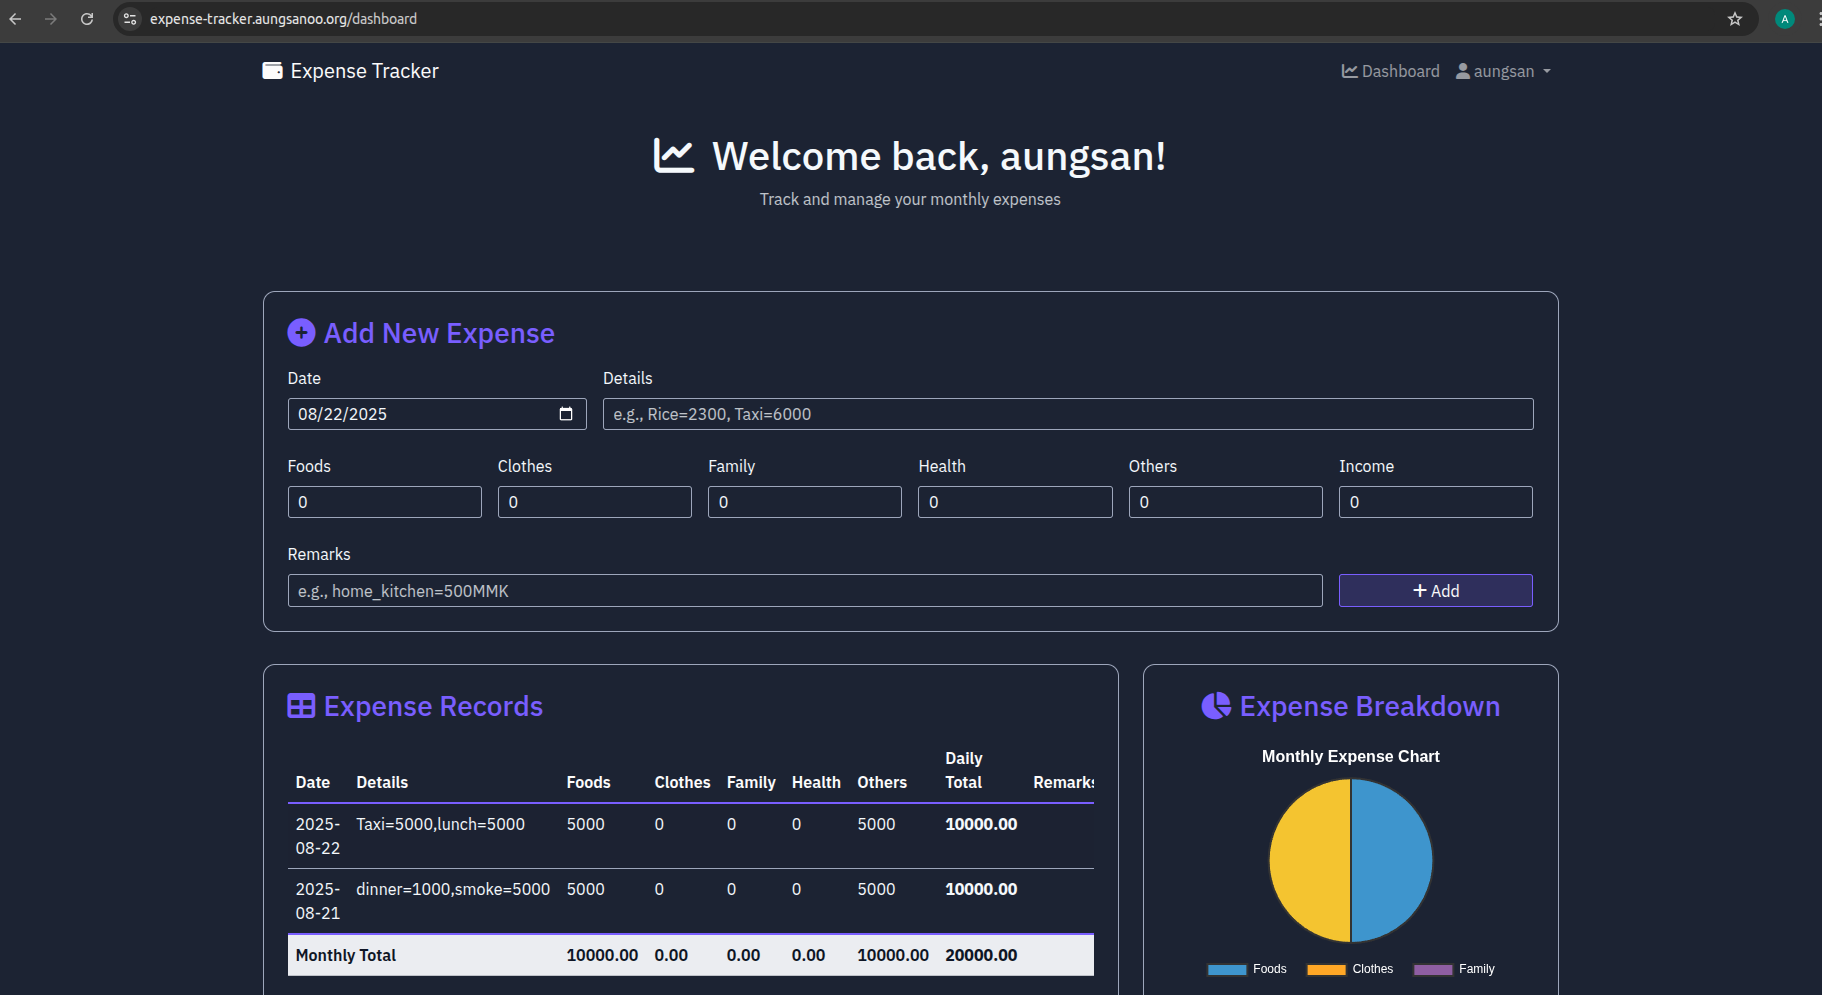 expense-tracker.aungsanoo.org/dashboard
A
Expense Tracker
Dashboard aungsan
Welcome back, aungsan!
Track and manage your monthly expenses
Add New Expense
Date Details
08/22/2025 e.g., Rice=2300, Taxi=6000
Foods Clothes Family Health Others Income
0 0 0 0 0 0
Remarks
e.g., home_kitchen=500MMK + Add
Expense Records
Date Details Foods Clothes Family Health Others Daily Total Remarks
2025-08-22 Taxi=5000,lunch=5000 5000 0 0 0 5000 10000.00
2025-08-21 dinner=1000,smoke=5000 5000 0 0 0 5000 10000.00
Monthly Total 10000.00 0.00 0.00 0.00 10000.00 20000.00
Expense Breakdown
Monthly Expense Chart
Foods Clothes Family